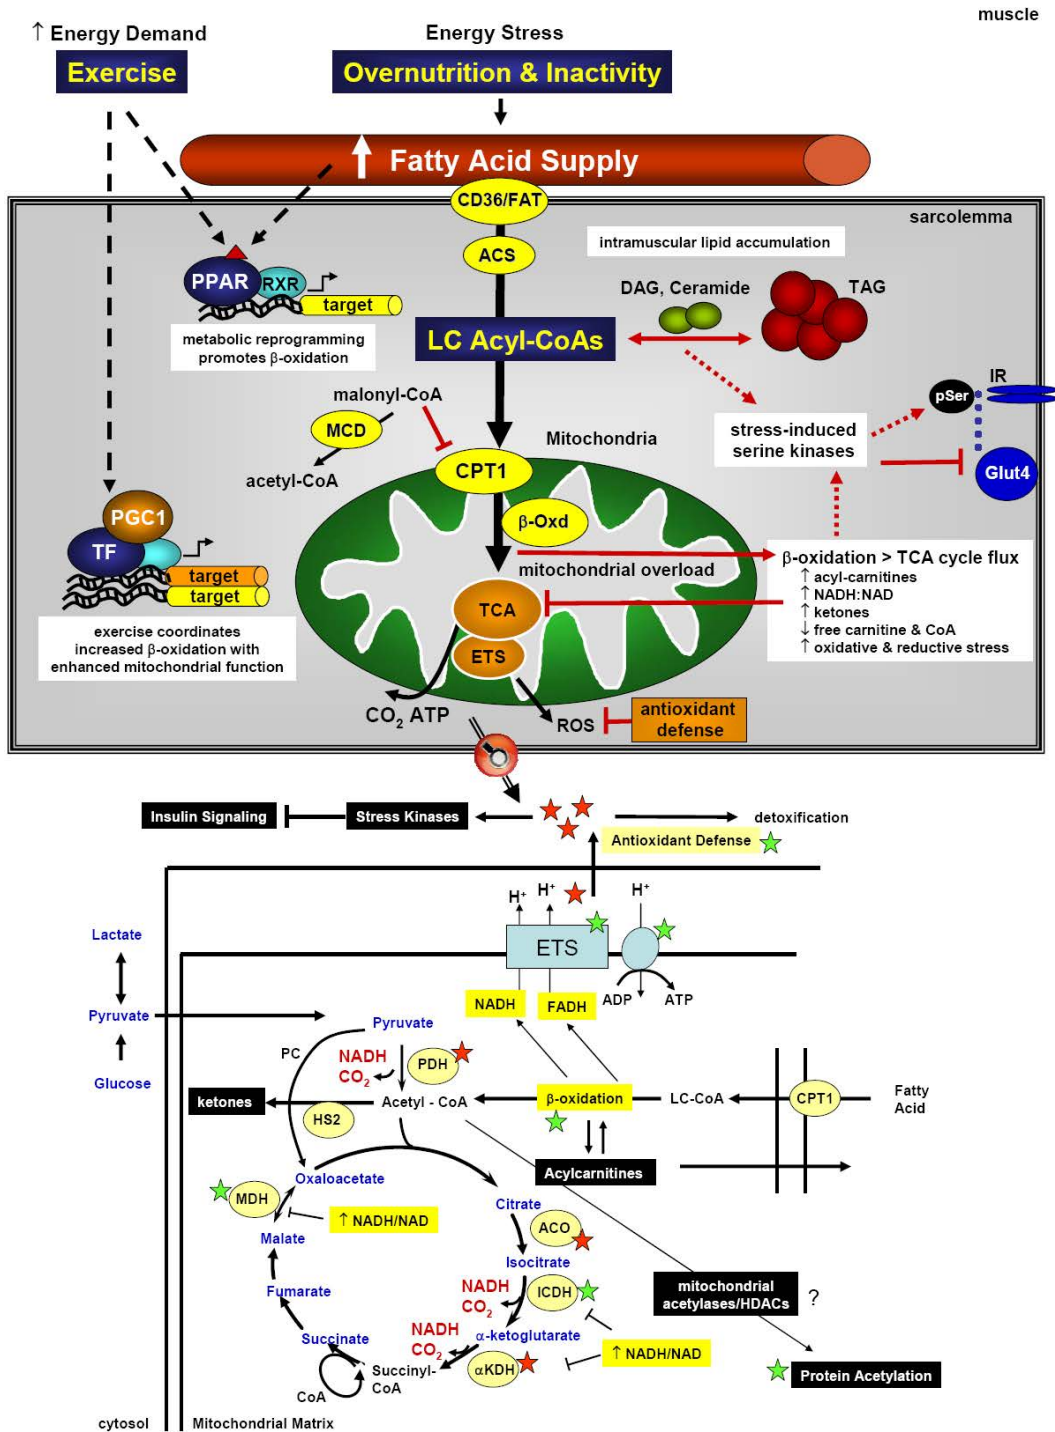 muscle
↑ Energy Demand
Energy Stress
Exercise
Overnutrition & Inactivity
Fatty Acid Supply
CD36/FAT
sarcolemma
ACS
intramuscular lipid accumulation
PPAR
RXR
target
DAG, Ceramide
TAG
metabolic reprogramming
promotes β-oxidation
LC Acyl-CoAs
malonyl-CoA
MCD
acetyl-CoA
IR
pSer
stress-induced
serine kinases
Glut4
Mitochondria
CPT1
β-Oxd
PGC1
TF
target
target
mitochondrial overload
β-oxidation > TCA cycle flux
↑ acyl-carnitines
↑ NADH:NAD
↑ ketones
↓ free carnitine & CoA
↑ oxidative & reductive stress
TCA
ETS
exercise coordinates
increased β-oxidation with
enhanced mitochondrial function
CO2 ATP
ROS
antioxidant
defense
Insulin Signaling
Stress Kinases
detoxification
Antioxidant Defense
H+
H+
H+
ETS
Lactate
NADH
FADH
ADP
ATP
Pyruvate
Pyruvate
PC
NADH
CO2
PDH
Glucose
ketones
HS2
Acetyl - CoA
β-oxidation
LC-CoA
CPT1
Fatty
Acid
Acylcarnitines
Oxaloacetate
MDH
↑ NADH/NAD
Citrate
ACO
Malate
Isocitrate
NADH
CO2
ICDH
Fumarate
mitochondrial
acetylases/HDACs
?
NADH
CO2
α-ketoglutarate
Succinate
↑ NADH/NAD
αKDH
Succinyl-
CoA
CoA
Protein Acetylation
cytosol
Mitochondrial Matrix